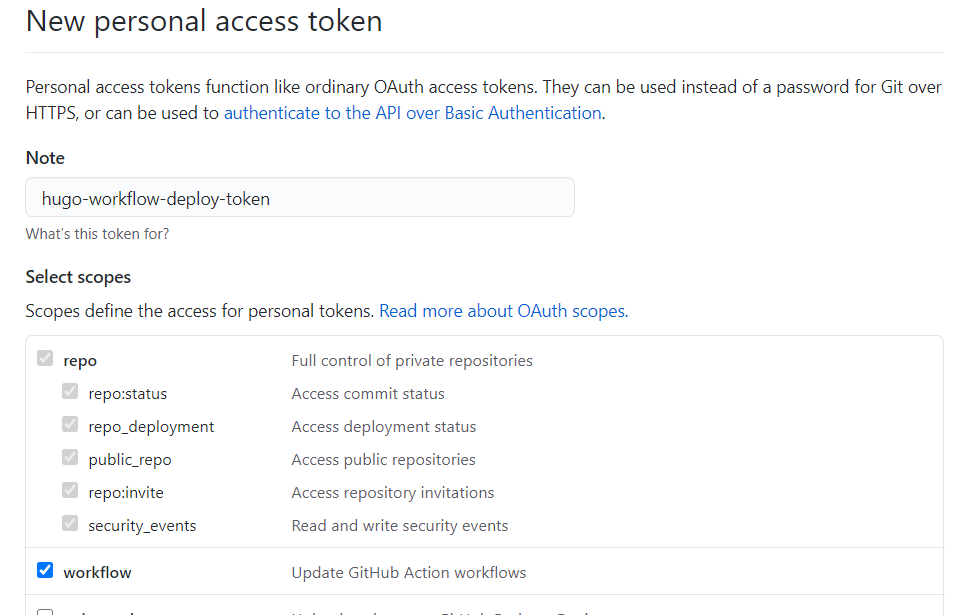 New personal access token
Personal access tokens function like ordinary OAuth access tokens. They can be used instead of a password for Git over
HTTPS, or can be used to authenticate to the API over Basic Authentication.
Note
hugo-workflow-deploy-token
What's this token for?
Select scopes
Scopes define the access for personal tokens. Read more about OAuth scopes.
repo Full control of private repositories
repo:status Access commit status
repo_deployment Access deployment status
public_repo Access public repositories
repo:invite Access repository invitations
security_events Read and write security events
workflow Update GitHub Action workflows